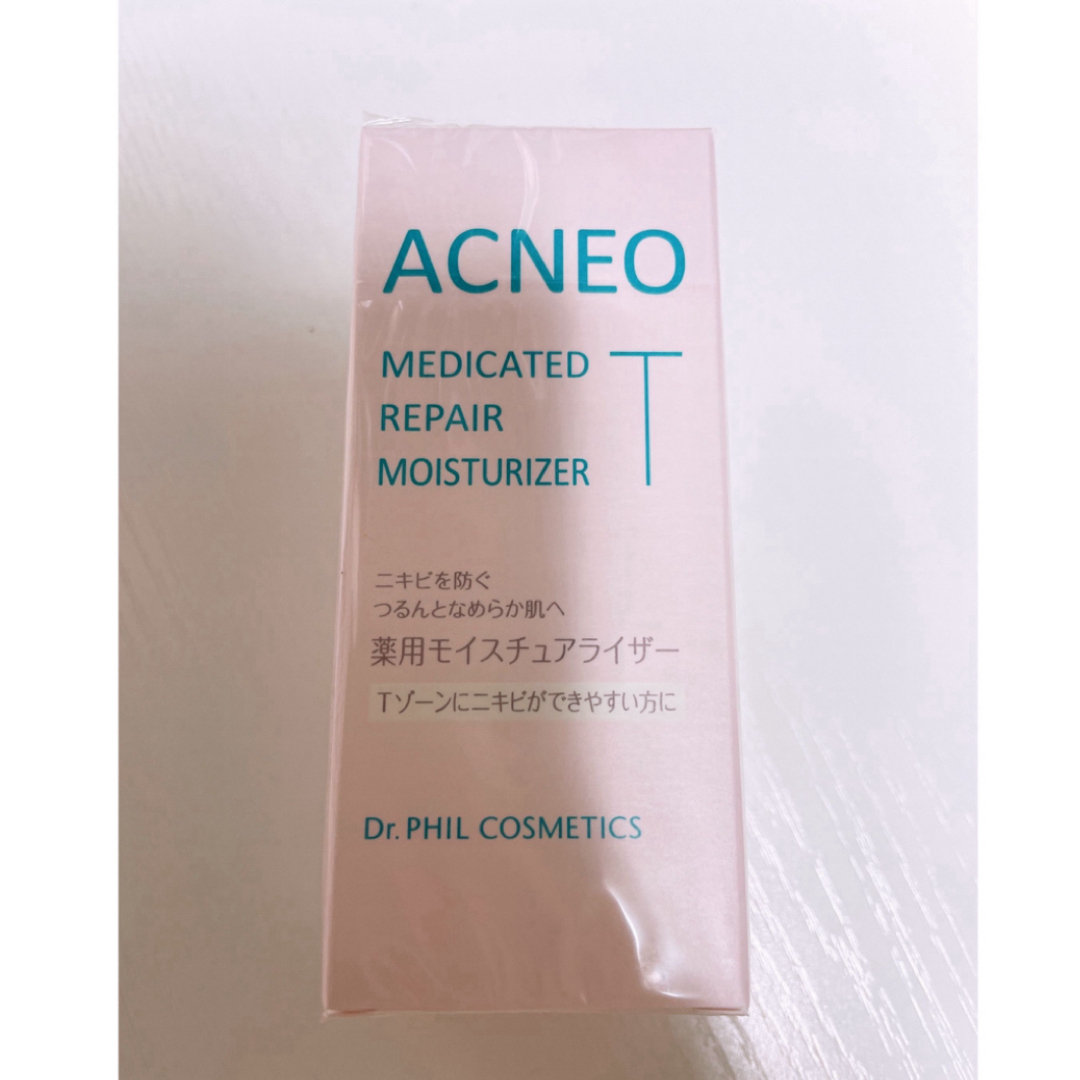 ACNEO
MEDICATED
REPAIR
MOISTURIZER
T
ニキビを防ぐ
つるんとなめらか肌へ
薬用モイスチュアライザー
Tゾーンにニキビができやすい方に
Dr. PHIL COSMETICS